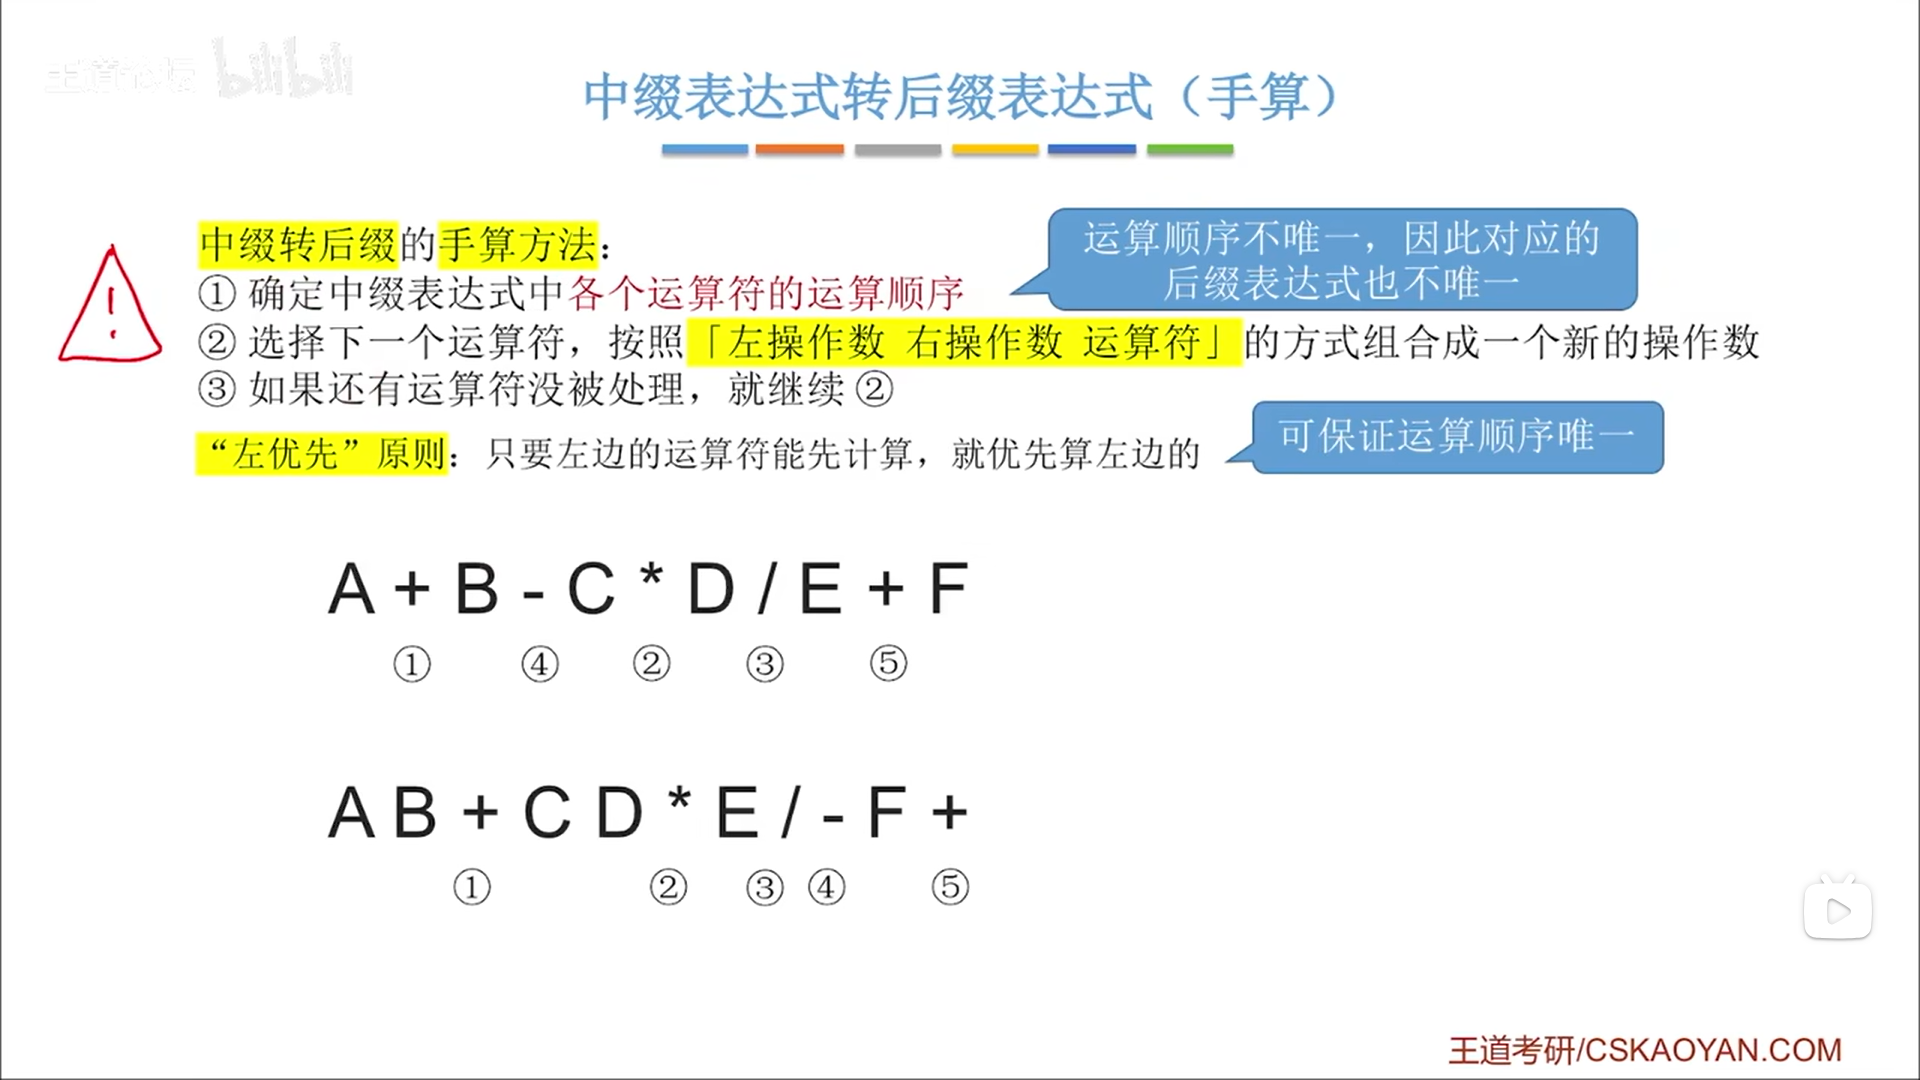 王道论坛 bilibili
中缀表达式转后缀表达式（手算）
中缀转后缀的手算方法：
① 确定中缀表达式中各个运算符的运算顺序
运算顺序不唯一，因此对应的
后缀表达式也不唯一
② 选择下一个运算符，按照「左操作数 右操作数 运算符」的方式组合成一个新的操作数
③ 如果还有运算符没被处理，就继续 ②
“左优先”原则：只要左边的运算符能先计算，就优先算左边的
可保证运算顺序唯一
A + B - C * D / E + F
① ④ ② ③ ⑤
A B + C D * E / - F +
① ② ③ ④ ⑤
王道考研/CSKAOYAN.COM